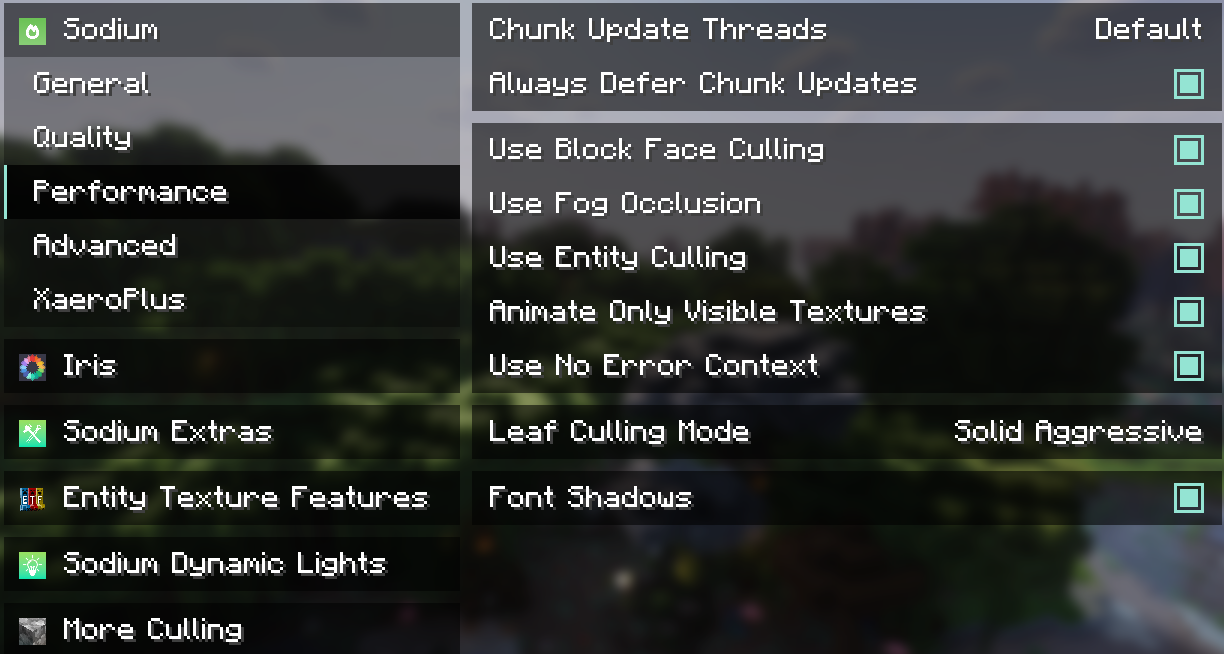 Sodium
General
Quality
Performance
Advanced
XaeroPlus
Iris
Sodium Extras
ETF
Entity Texture Features
Sodium Dynamic Lights
More Culling
Chunk Update Threads Default
Always Defer Chunk Updates
Use Block Face Culling
Use Fog Occlusion
Use Entity Culling
Animate Only Visible Textures
Use No Error Context
Leaf Culling Mode Solid Aggressive
Font Shadows